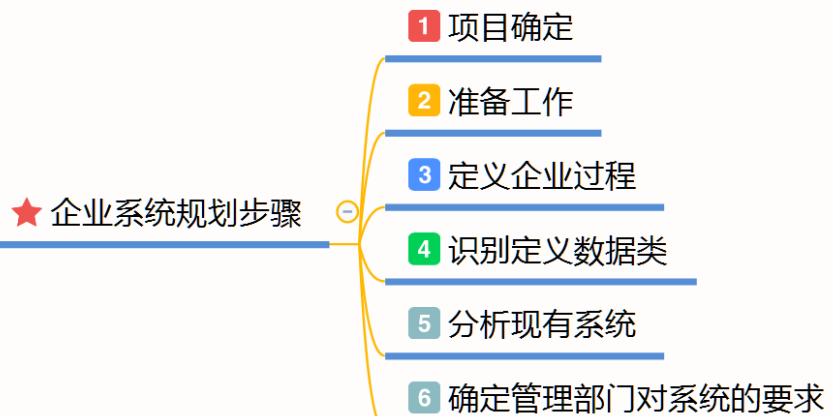 1 项目确定
2 准备工作
3 定义企业过程
企业系统规划步骤
4 识别定义数据类
5 分析现有系统
6 确定管理部门对系统的要求